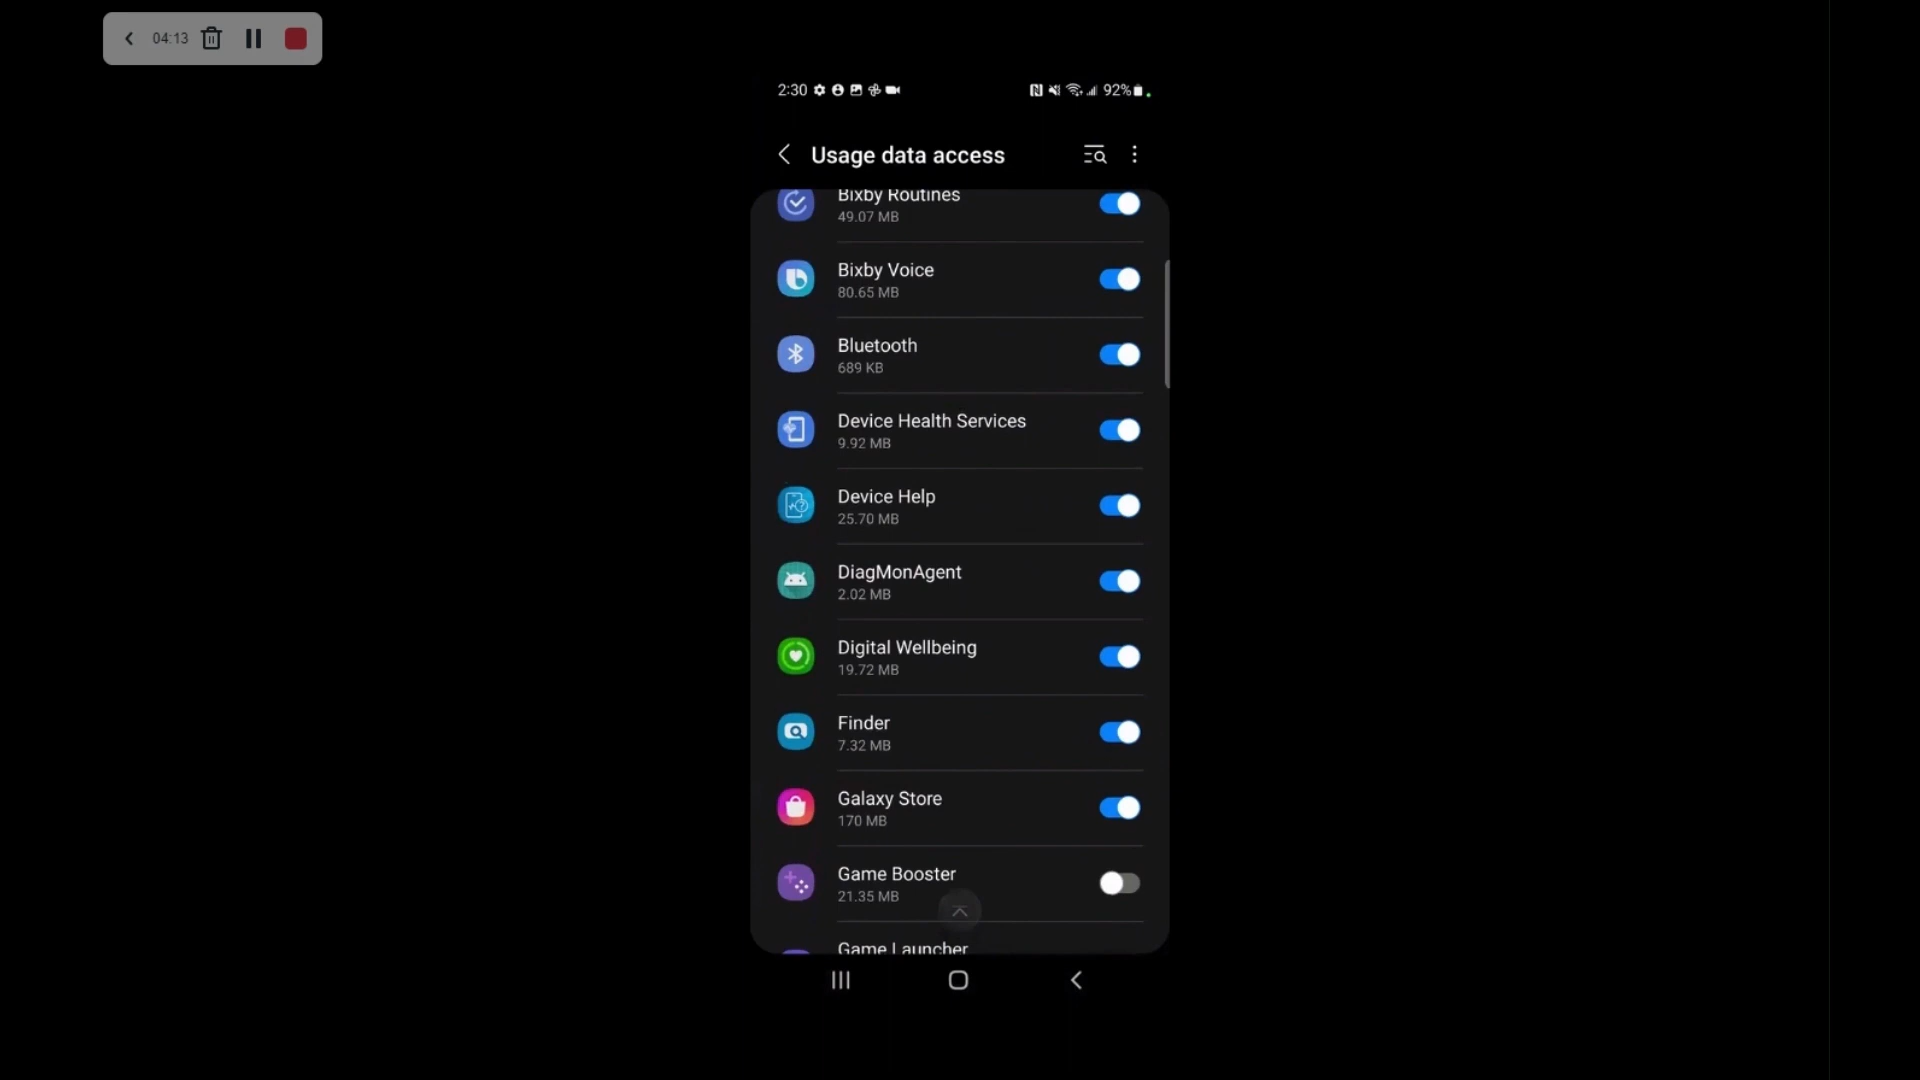 04:13
2:30
92%
Usage data access
Bixby Routines
49.07 MB
Bixby Voice
80.65 MB
Bluetooth
689 KB
Device Health Services
9.92 MB
Device Help
25.70 MB
DiagMonAgent
2.02 MB
Digital Wellbeing
19.72 MB
Finder
7.32 MB
Galaxy Store
170 MB
Game Booster
21.35 MB
Game Launcher